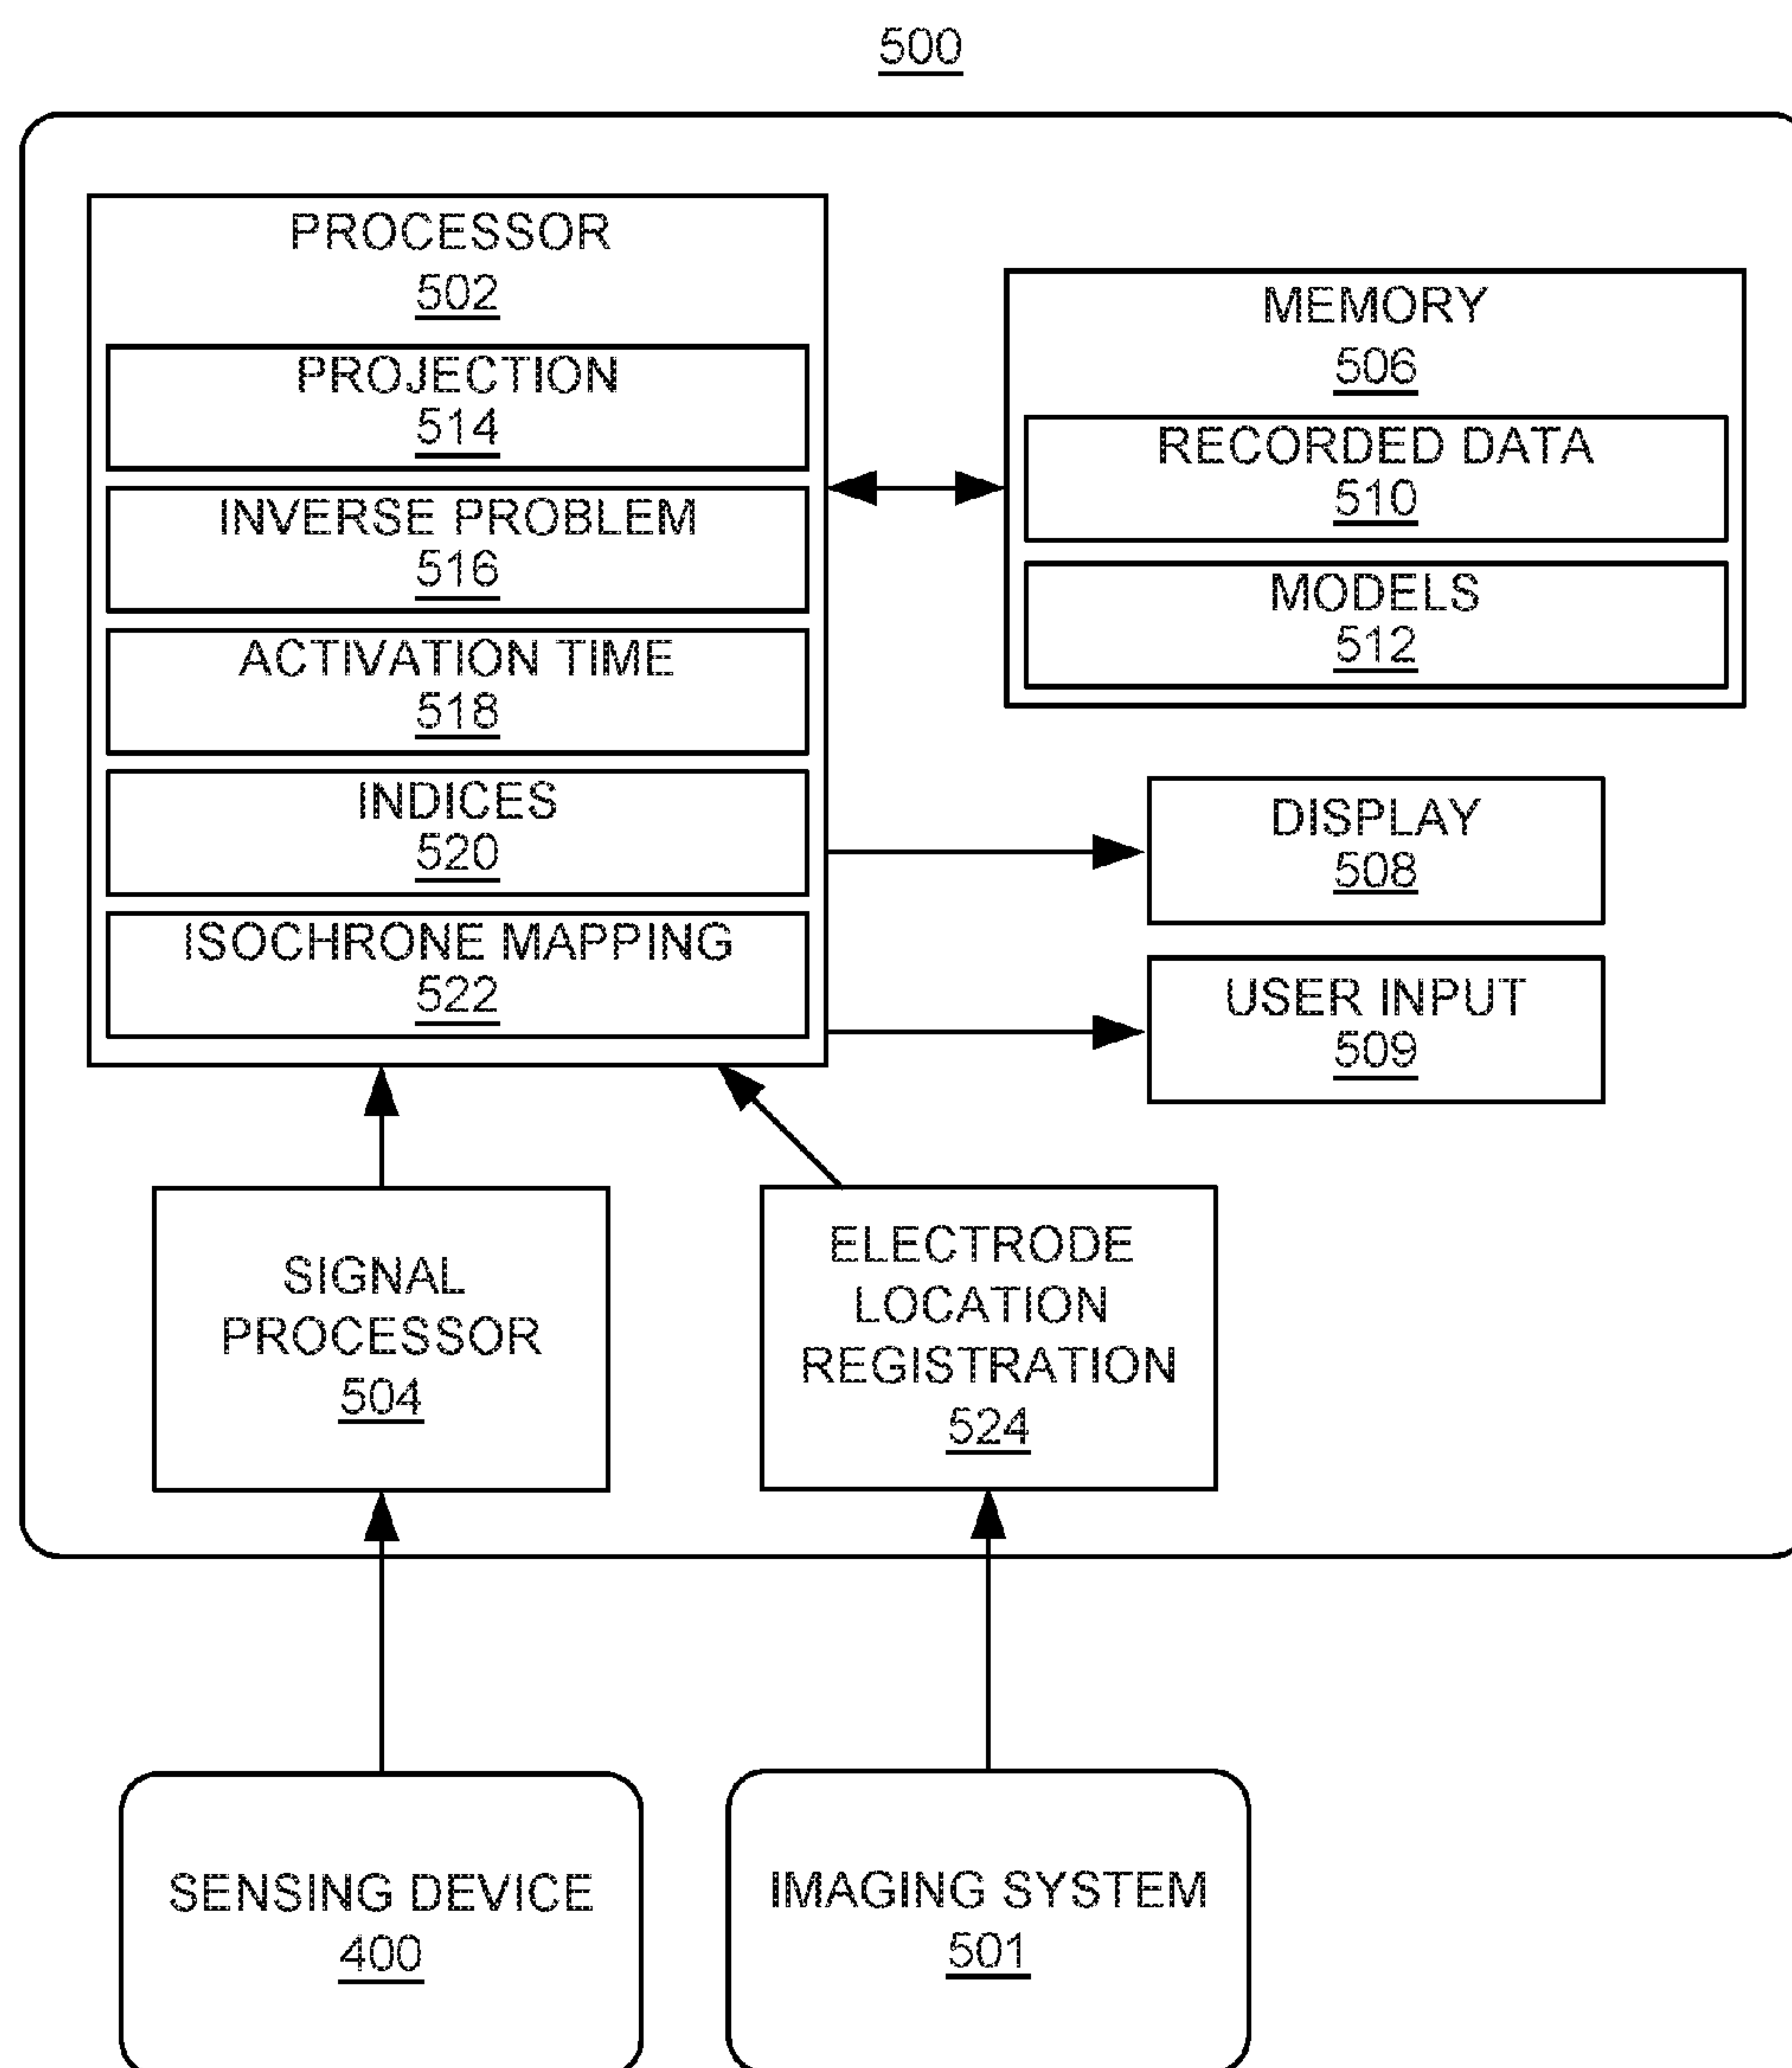 500
PROCESSOR
502
PROJECTION
514
INVERSE PROBLEM
516
ACTIVATION TIME
518
INDICES
520
ISOCHRONE MAPPING
522
MEMORY
506
RECORDED DATA
510
MODELS
512
DISPLAY
508
USER INPUT
509
SIGNAL
PROCESSOR
504
ELECTRODE
LOCATION
REGISTRATION
524
SENSING DEVICE
400
IMAGING SYSTEM
501